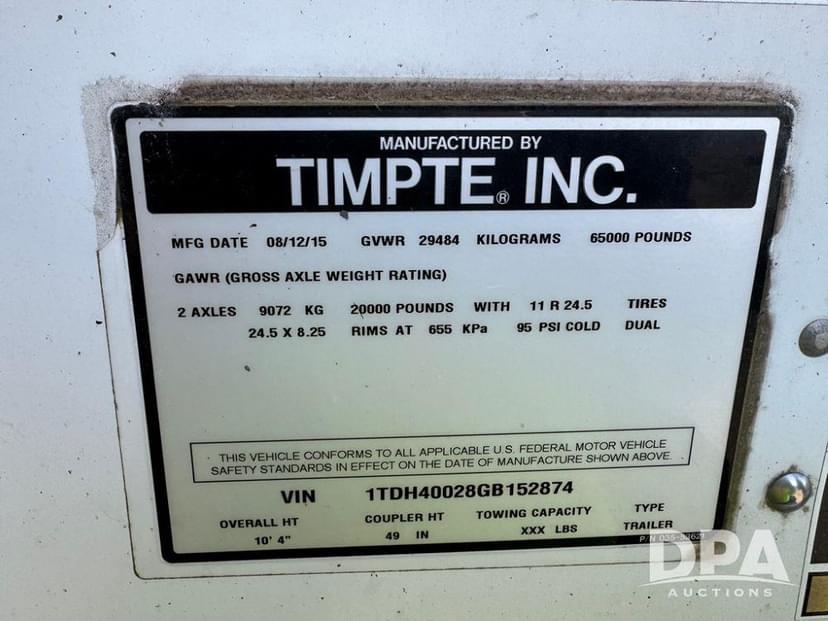 MANUFACTURED BY
TIMPTE® INC.
MFG DATE 08/12/15 GVWR 29484 KILOGRAMS 65000 POUNDS
GAWR (GROSS AXLE WEIGHT RATING)
2 AXLES 9072 KG 20000 POUNDS WITH 11 R 24.5 TIRES
24.5 X 8.25 RIMS AT 655 KPa 95 PSI COLD DUAL
THIS VEHICLE CONFORMS TO ALL APPLICABLE U.S. FEDERAL MOTOR VEHICLE
SAFETY STANDARDS IN EFFECT ON THE DATE OF MANUFACTURE SHOWN ABOVE.
VIN 1TDH40028GB152874
OVERALL HT COUPLER HT TOWING CAPACITY TYPE
10' 4" 49 IN XXX LBS TRAILER
P/N
DPA
AUCTIONS